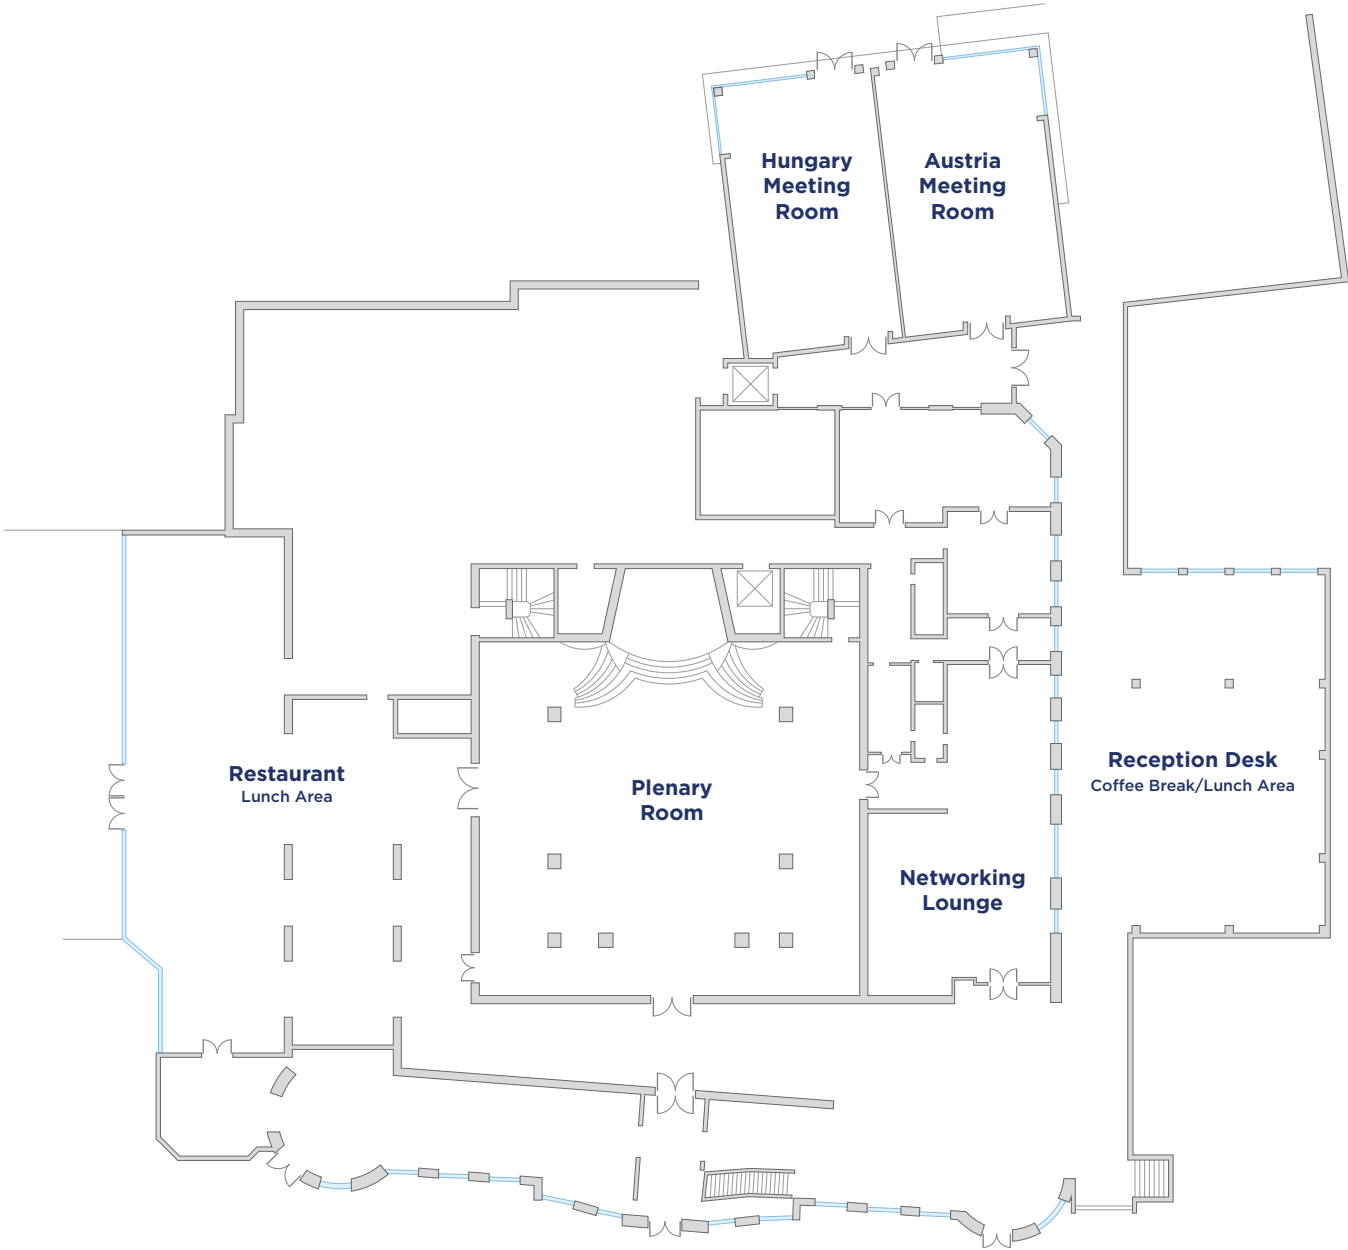 Hungary
Meeting
Room
Austria
Meeting
Room
Restaurant
Lunch Area
Plenary
Room
Reception Desk
Coffee Break/Lunch Area
Networking
Lounge